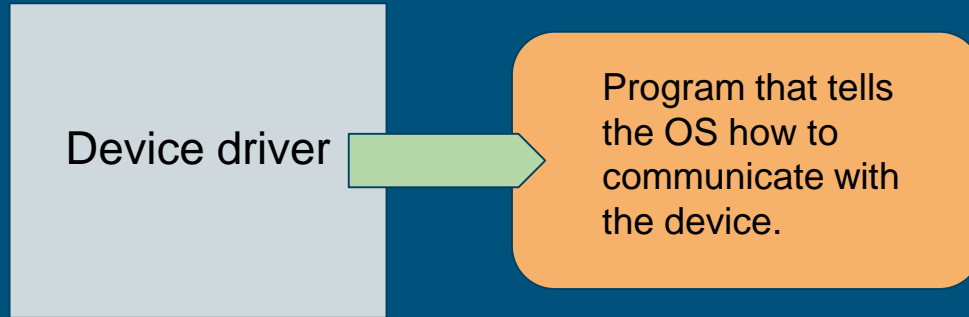 Device driver
Program that tells
the OS how to
communicate with
the device.